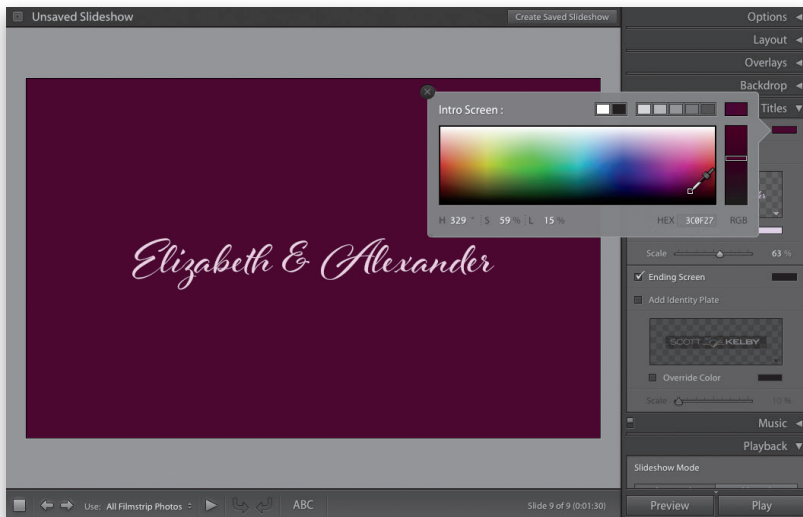 Unsaved Slideshow
Create Saved Slideshow
Options
Layout
Overlays
Backdrop
Titles
Intro Screen :
H 329 ° S 59 % L 15 %
HEX 3C0F27 RGB
Elizabeth & Alexander
Scale 63 %
Ending Screen
Add Identity Plate
SCOTT KELBY
Override Color
Scale 10 %
Music
Playback
Slideshow Mode
Use: All Filmstrip Photos
ABC
Slide 9 of 9 (0:01:30)
Preview
Play